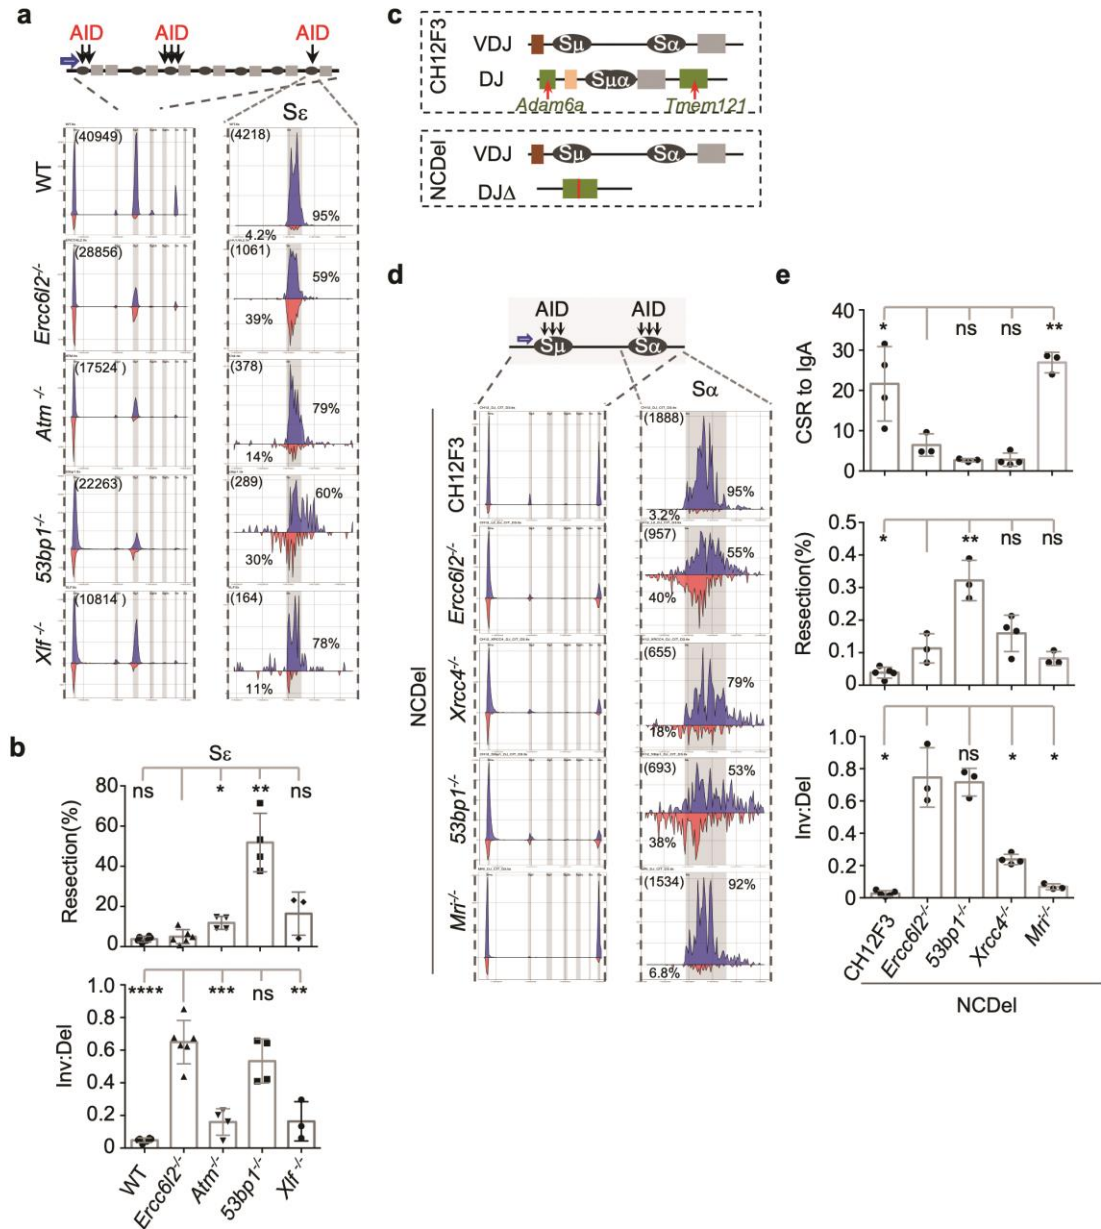 a
AID AID AID
Sε
WT
(40949)
(4218)
95%
4.2%
Ercc6l2-/-
(28856)
(1061)
59%
39%
Atm -/-
(17524)
(378)
79%
14%
53bp1-/-
(22263)
(289)
60%
30%
Xlf -/-
(10814)
(164)
78%
11%
b
Sε
Resection(%)
80
60
40
20
0
ns * ** ns
Inv:Del
1.0
0.8
0.6
0.4
0.2
0
**** *** ns **
WT Ercc6l2-/- Atm-/- 53bp1-/- Xlf -/-
c
CH12F3
VDJ Sμ Sα
DJ Sμα
Adam6a Tmem121
NCDel
VDJ Sμ Sα
DJΔ
d
AID AID
Sμ Sα
Sα
NCDel
CH12F3
(1888)
95%
3.2%
Ercc6l2-/-
(957)
55%
40%
Xrcc4-/-
(655)
79%
18%
53bp1-/-
(693)
53%
38%
Mri-/-
(1534)
92%
6.8%
e
CSR to IgA
40
30
20
10
0
* ns ns **
Resection(%)
0.5
0.4
0.3
0.2
0.1
0
* ** ns ns
Inv:Del
1.0
0.8
0.6
0.4
0.2
0
* ns * *
CH12F3 Ercc6l2-/- 53bp1-/- Xrcc4-/- Mri-/-
NCDel